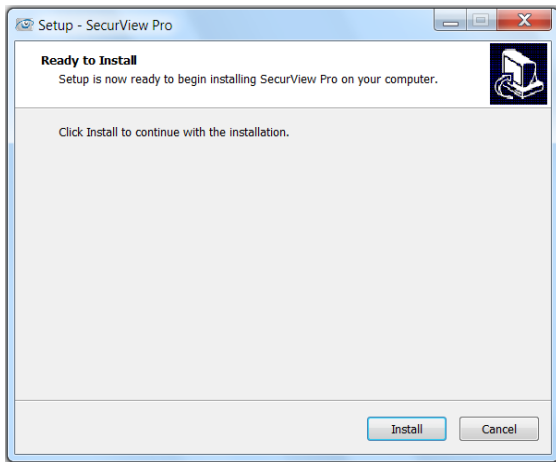 Setup - SecurView Pro
Ready to Install
Setup is now ready to begin installing SecurView Pro on your computer.
Click Install to continue with the installation.
Install Cancel